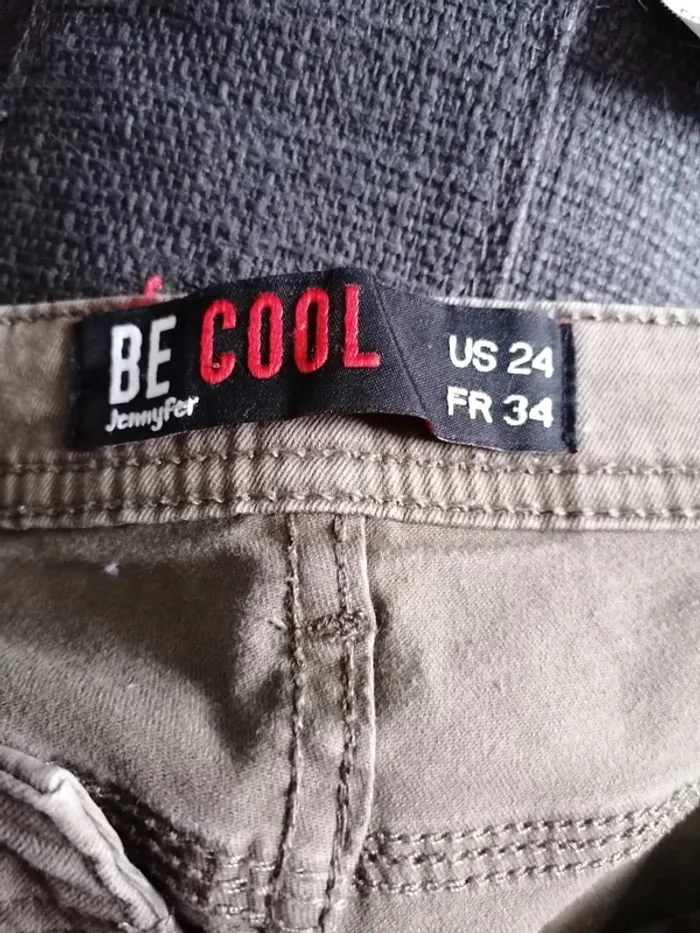 BE COOL
Jennyfer
US 24
FR 34